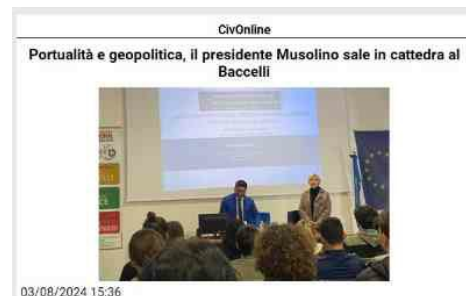 CivOnline
Portualità e geopolitica, il presidente Musolino sale in cattedra al
Baccelli
03/08/2024 15:36